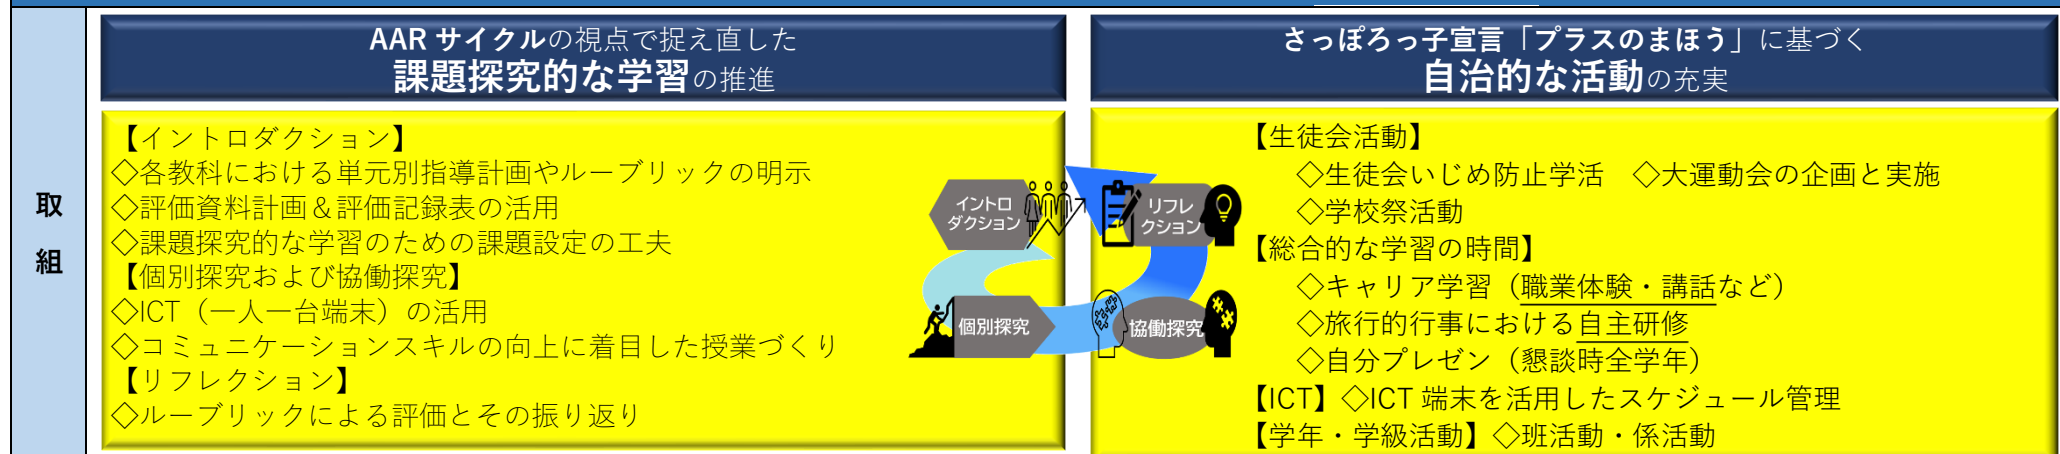 取
組
AAR サイクルの視点で捉え直した
課題探究的な学習の推進
【イントロダクション】
◇各教科における単元別指導計画やルーブリックの明示
◇評価資料計画＆評価記録表の活用
◇課題探究的な学習のための課題設定の工夫
【個別探究および協働探究】
◇ICT（一人一台端末）の活用
◇コミュニケーションスキルの向上に着目した授業づくり
【リフレクション】
◇ルーブリックによる評価とその振り返り
イントロ
ダクション
リフレ
クション
個別探究
協働探究
さっぽろっ子宣言「プラスのまほう」に基づく
自治的な活動の充実
【生徒会活動】
◇生徒会いじめ防止学活　◇大運動会の企画と実施
◇学校祭活動
【総合的な学習の時間】
◇キャリア学習（職業体験・講話など）
◇旅行的行事における自主研修
◇自分プレゼン（懇談時全学年）
【ICT】◇ICT 端末を活用したスケジュール管理
【学年・学級活動】◇班活動・係活動